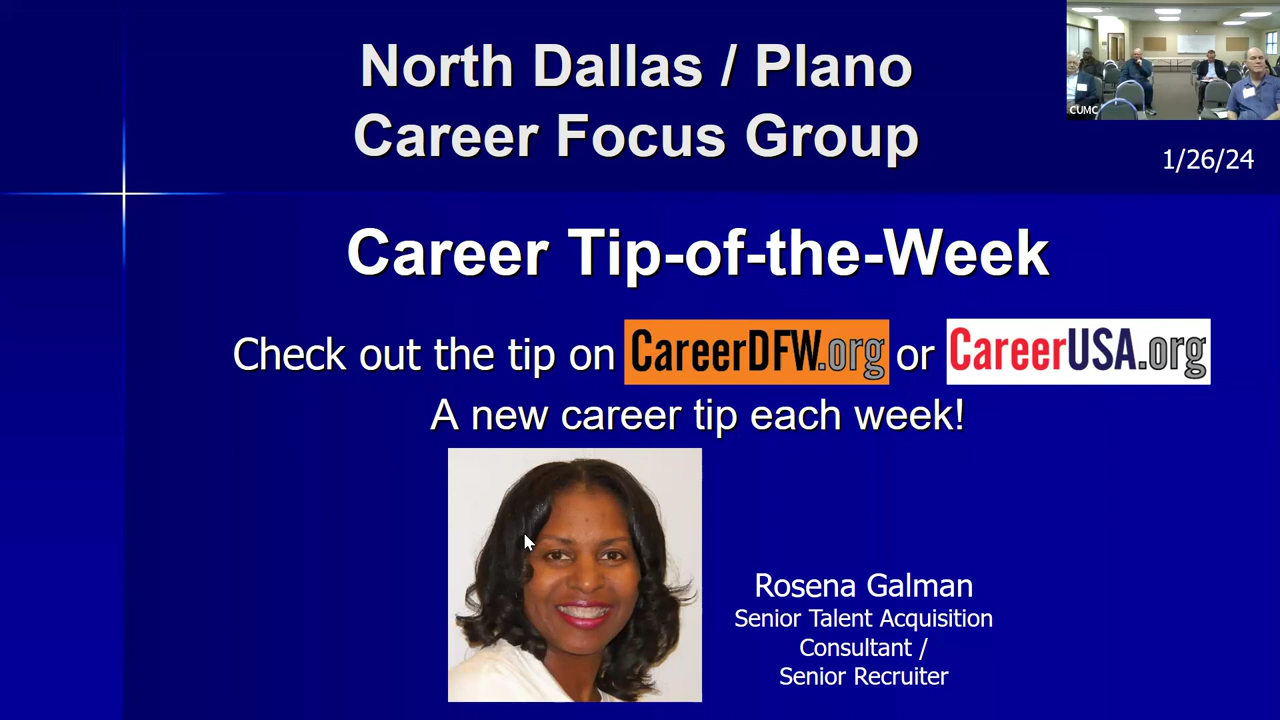 North Dallas / Plano
Career Focus Group
CUMC
1/26/24
Career Tip-of-the-Week
Check out the tip on CareerDFW.org or CareerUSA.org
A new career tip each week!
Rosena Galman
Senior Talent Acquisition
Consultant /
Senior Recruiter